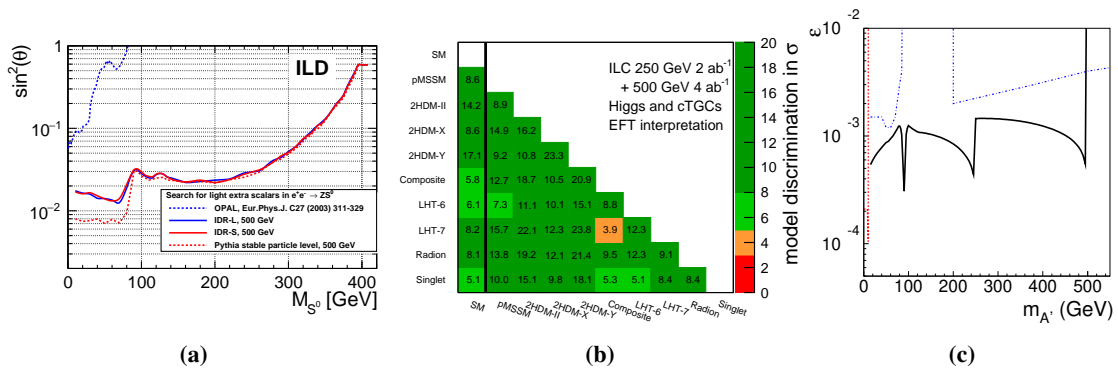 sin²(θ)
1
10⁻¹
10⁻²
ILD
Search for light extra scalars in e⁺e⁻ → ZS⁰
OPAL, Eur.Phys.J. C27 (2003) 311-329
IDR-L, 500 GeV
IDR-S, 500 GeV
Pythia stable particle level, 500 GeV
0 100 200 300 400
M_S⁰ [GeV]
(a)
ILC 250 GeV 2 ab⁻¹
+ 500 GeV 4 ab⁻¹
Higgs and cTGCs
EFT interpretation
SM
pMSSM 8.6
2HDM-II 14.2 8.9
2HDM-X 8.6 14.9 16.2
2HDM-Y 17.1 9.2 10.8 23.3
Composite 5.8 12.7 18.7 10.5 20.9
LHT-6 6.1 7.3 11.1 10.1 15.1 8.8
LHT-7 8.2 15.7 22.1 12.3 23.8 3.9 12.3
Radion 8.1 13.8 19.2 12.1 21.4 9.5 12.3 9.1
Singlet 5.1 10.0 15.1 9.8 18.1 5.3 5.1 8.4 8.4
SM pMSSM 2HDM-II 2HDM-X 2HDM-Y Composite LHT-6 LHT-7 Radion Singlet
20
18
16
14
12
10
8
6
4
2
0
model discrimination in σ
(b)
ε
10⁻²
10⁻³
10⁻⁴
0 100 200 300 400 500
m_A' (GeV)
(c)